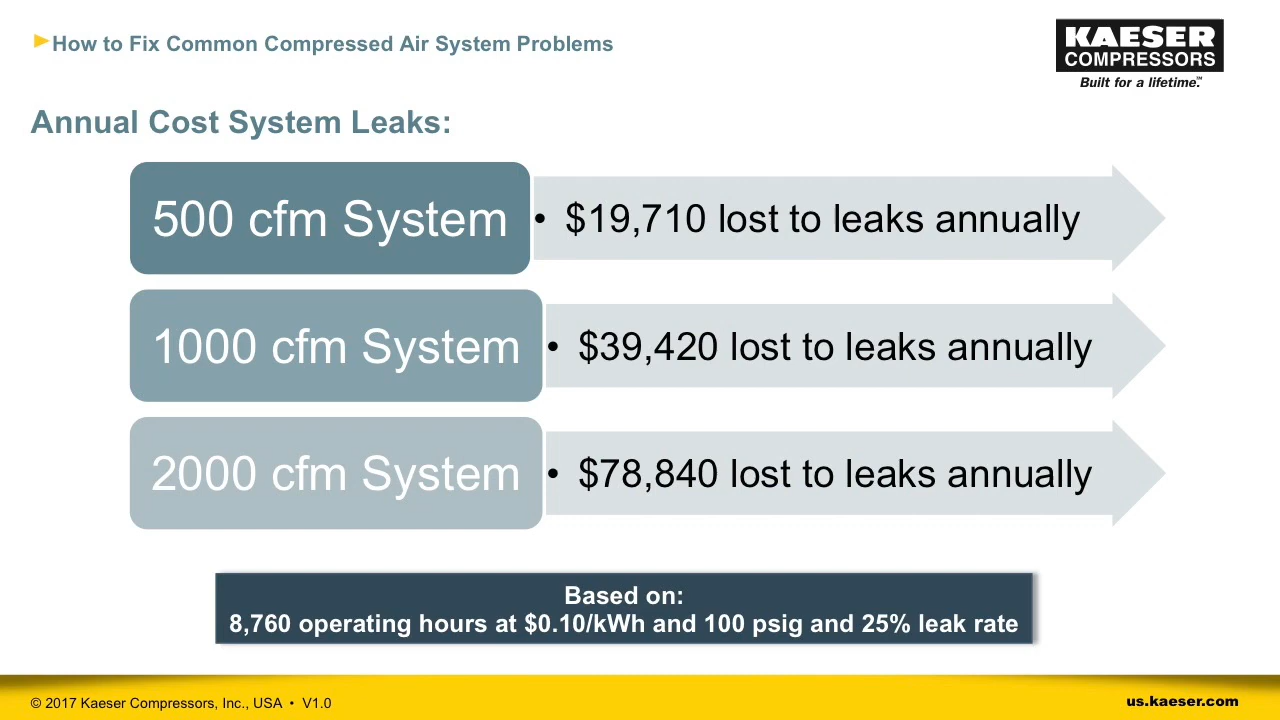 How to Fix Common Compressed Air System Problems
KAESER
COMPRESSORS
Built for a lifetime.™
Annual Cost System Leaks:
500 cfm System
• $19,710 lost to leaks annually
1000 cfm System
• $39,420 lost to leaks annually
2000 cfm System
• $78,840 lost to leaks annually
Based on:
8,760 operating hours at $0.10/kWh and 100 psig and 25% leak rate
© 2017 Kaeser Compressors, Inc., USA • V1.0
us.kaeser.com